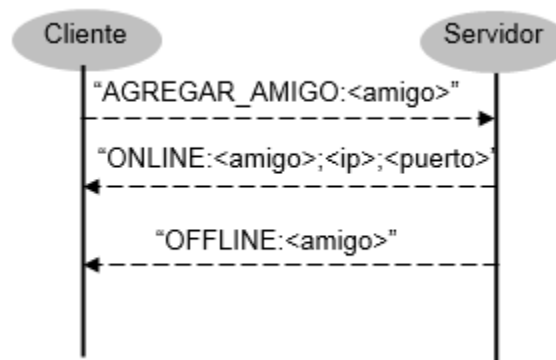 Cliente
Servidor
“AGREGAR_AMIGO:<amigo>”
“ONLINE:<amigo>;<ip>;<puerto>”
“OFFLINE:<amigo>”